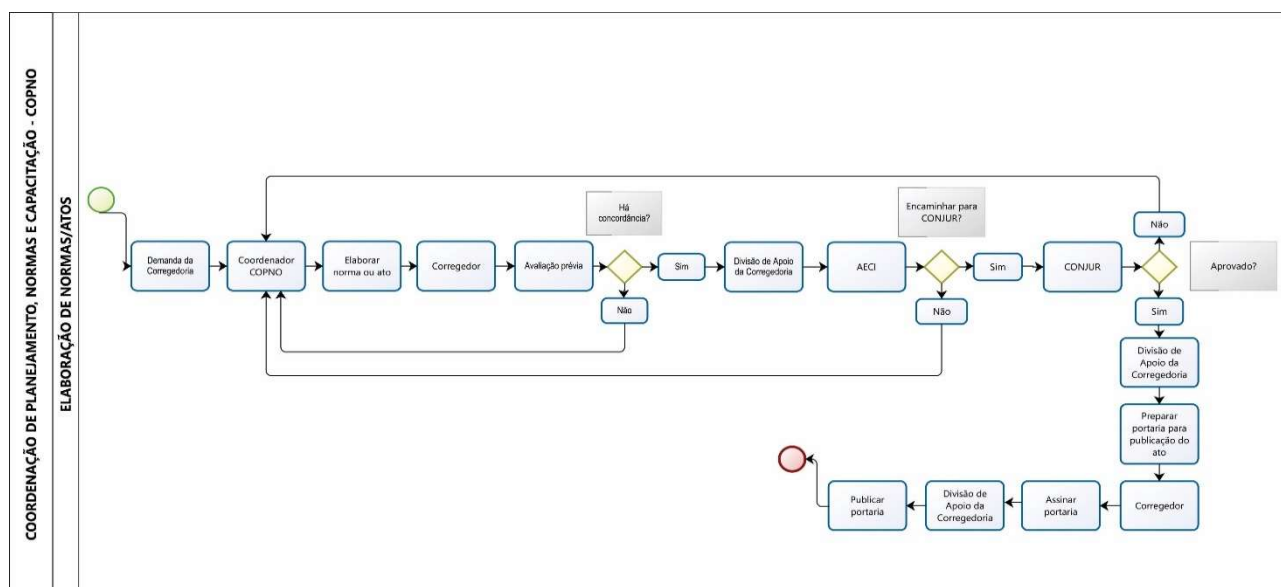 COORDENAÇÃO DE PLANEJAMENTO, NORMAS E CAPACITAÇÃO - COPNO
ELABORAÇÃO DE NORMAS/ATOS
Demanda da
Corregedoria
Coordenador
COPNO
Elaborar
norma ou ato
Corregedor
Avaliação prévia
Há
concordância?
Sim
Não
Divisão de Apoio
da Corregedoria
AECI
Encaminhar para
CONJUR?
Sim
Não
CONJUR
Não
Aprovado?
Sim
Divisão de
Apoio da
Corregedoria
Preparar
portaria para
publicação do
ato
Corregedor
Assinar
portaria
Divisão de
Apoio da
Corregedoria
Publicar
portaria